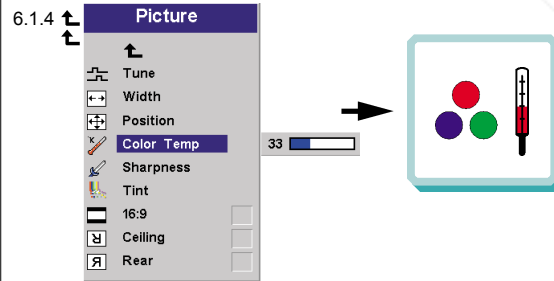 6.1.4
Picture
Tune
Width
Position
Color Temp
33
Sharpness
Tint
16:9
Ceiling
Rear